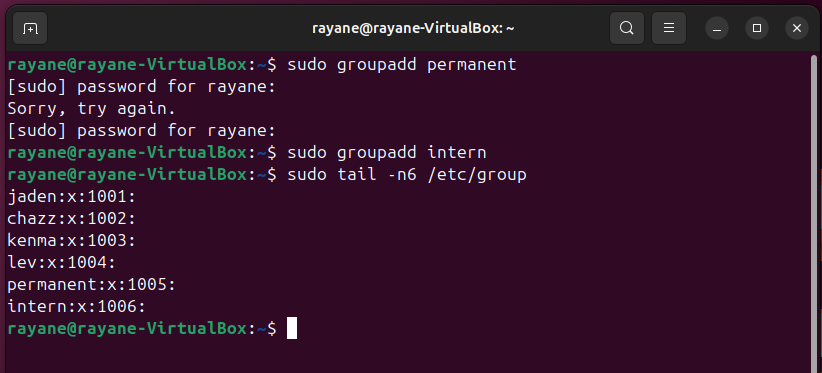 rayane@rayane-VirtualBox: ~
rayane@rayane-VirtualBox:~$ sudo groupadd permanent
[sudo] password for rayane:
Sorry, try again.
[sudo] password for rayane:
rayane@rayane-VirtualBox:~$ sudo groupadd intern
rayane@rayane-VirtualBox:~$ sudo tail -n6 /etc/group
jaden:x:1001:
chazz:x:1002:
kenma:x:1003:
lev:x:1004:
permanent:x:1005:
intern:x:1006:
rayane@rayane-VirtualBox:~$